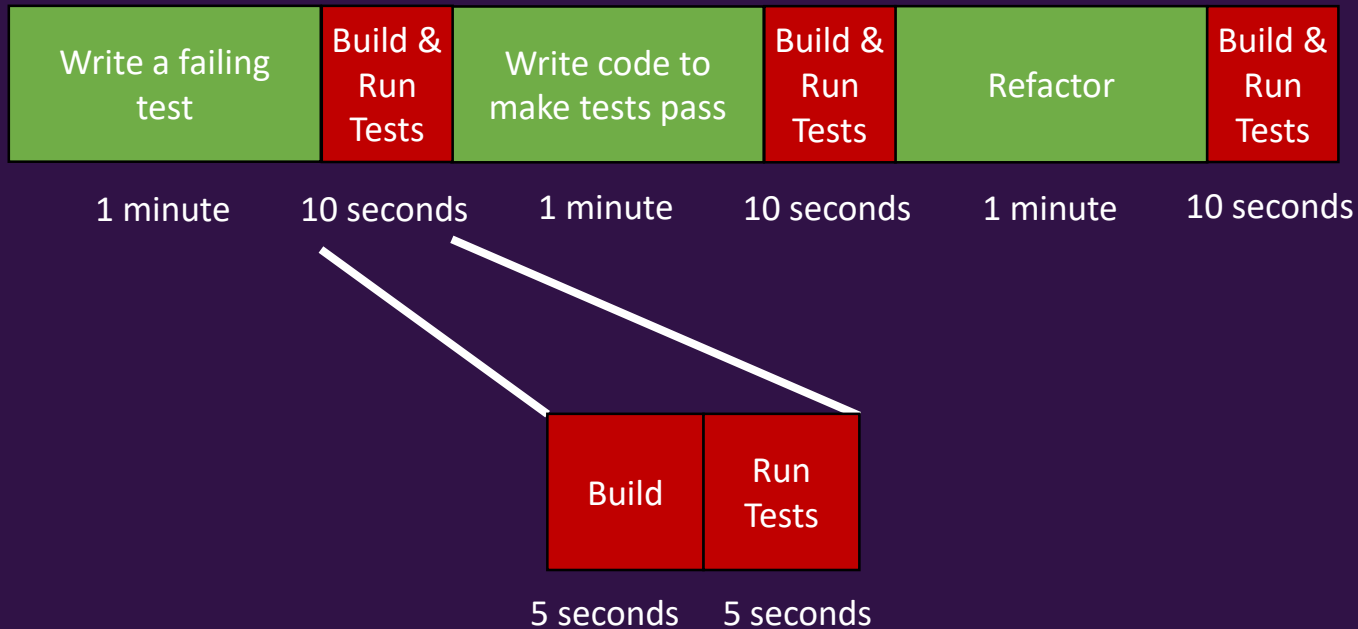 Write a failing
test
Build &
Run
Tests
Write code to
make tests pass
Build &
Run
Tests
Refactor
Build &
Run
Tests
1 minute
10 seconds
1 minute
10 seconds
1 minute
10 seconds
Build
Run
Tests
5 seconds
5 seconds